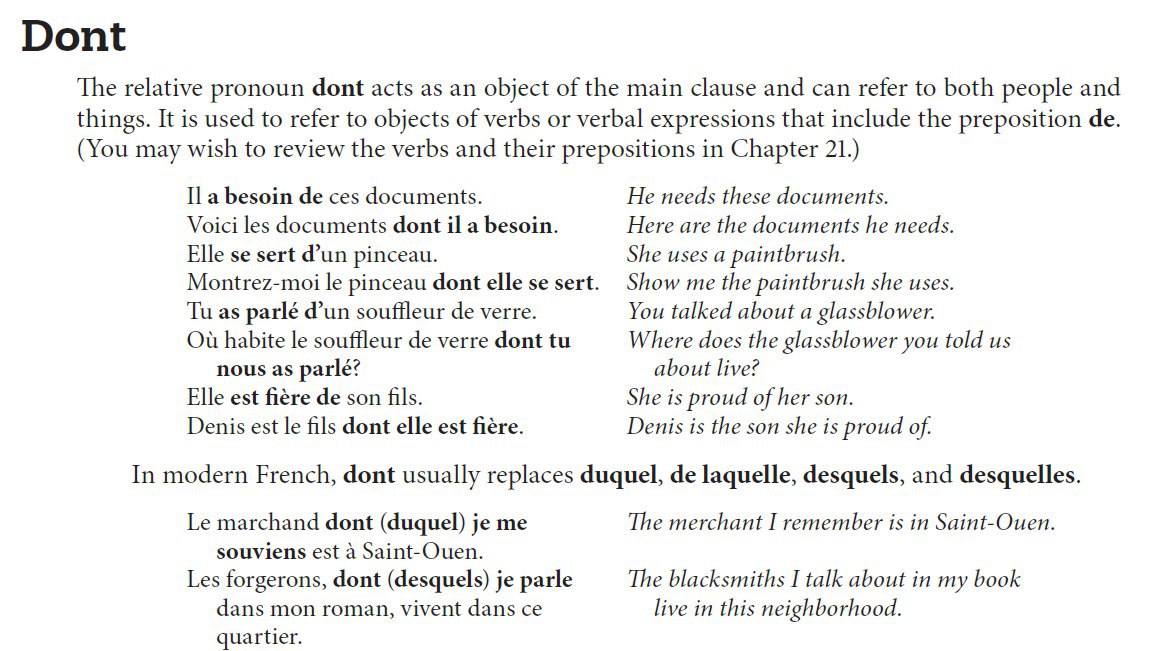 Dont
The relative pronoun dont acts as an object of the main clause and can refer to both people and
things. It is used to refer to objects of verbs or verbal expressions that include the preposition de.
(You may wish to review the verbs and their prepositions in Chapter 21.)
Il a besoin de ces documents. He needs these documents.
Voici les documents dont il a besoin. Here are the documents he needs.
Elle se sert d’un pinceau. She uses a paintbrush.
Montrez-moi le pinceau dont elle se sert. Show me the paintbrush she uses.
Tu as parlé d’un souffleur de verre. You talked about a glassblower.
Où habite le souffleur de verre dont tu Where does the glassblower you told us
nous as parlé? about live?
Elle est fière de son fils. She is proud of her son.
Denis est le fils dont elle est fière. Denis is the son she is proud of.
In modern French, dont usually replaces duquel, de laquelle, desquels, and desquelles.
Le marchand dont (duquel) je me The merchant I remember is in Saint-Ouen.
souviens est à Saint-Ouen.
Les forgerons, dont (desquels) je parle The blacksmiths I talk about in my book
dans mon roman, vivent dans ce live in this neighborhood.
quartier.